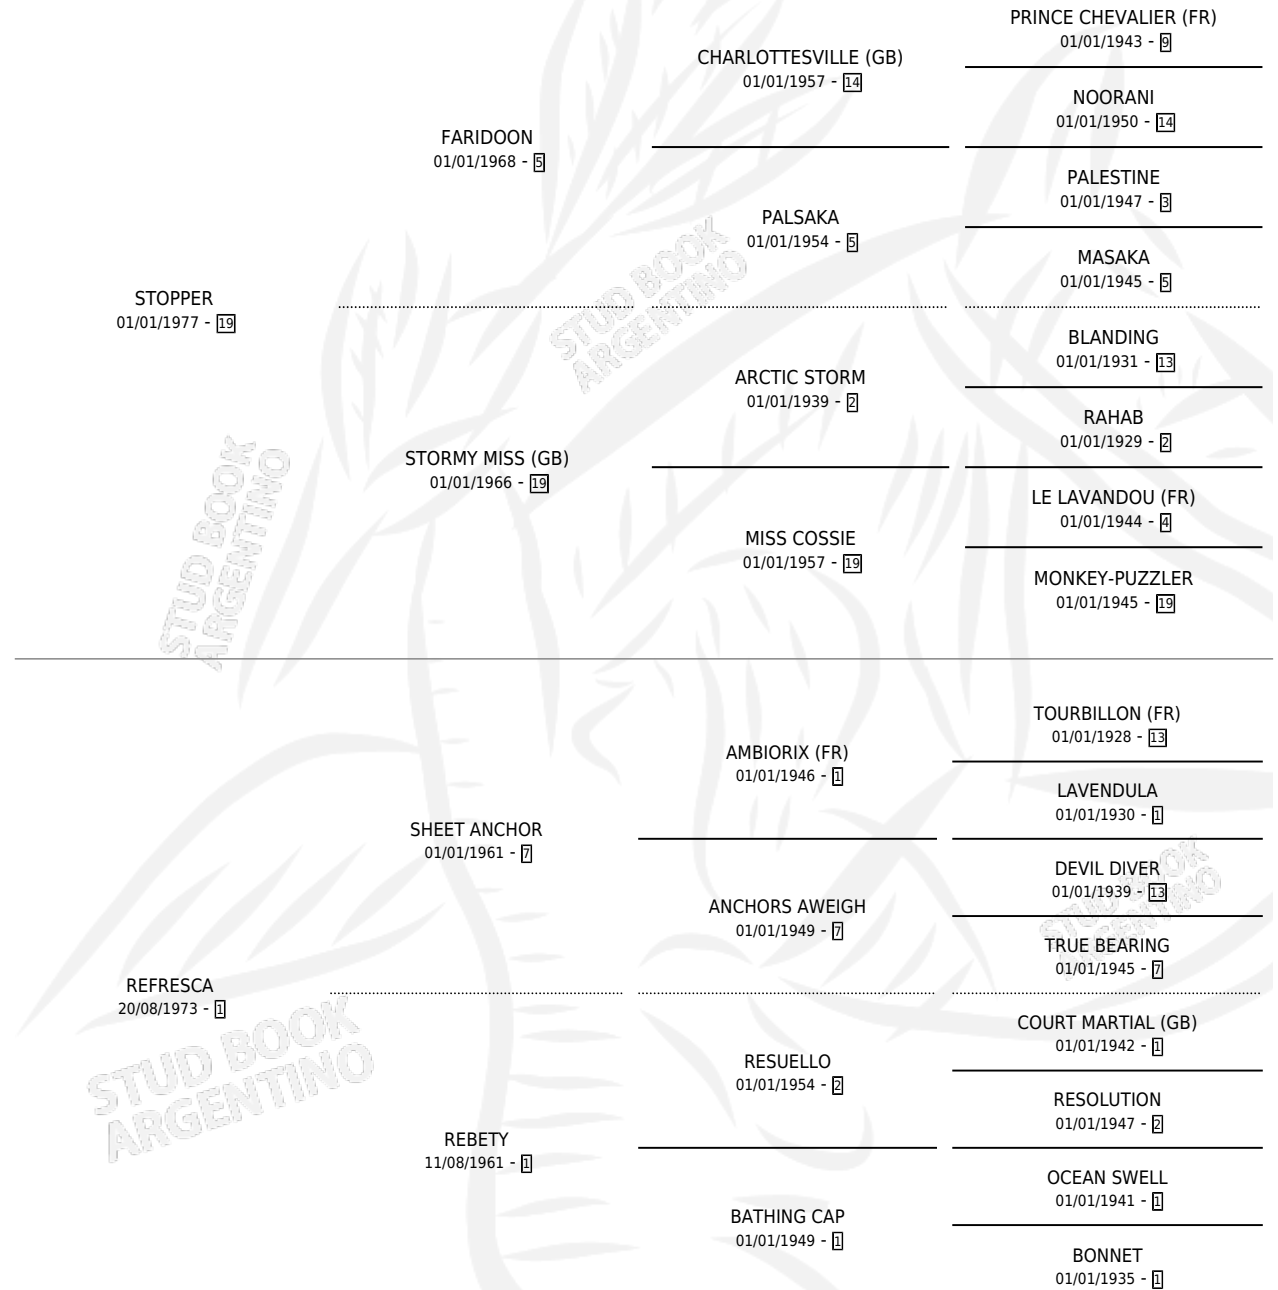 PRINCE CHEVALIER (FR)
01/01/1943 - 9
CHARLOTTESVILLE (GB)
01/01/1957 - 14
NOORANI
01/01/1950 - 14
FARIDOON
01/01/1968 - 5
PALESTINE
01/01/1947 - 3
PALSAKA
01/01/1954 - 5
MASAKA
01/01/1945 - 5
STOPPER
01/01/1977 - 19
BLANDING
01/01/1931 - 13
ARCTIC STORM
01/01/1939 - 2
RAHAB
01/01/1929 - 2
STORMY MISS (GB)
01/01/1966 - 19
LE LAVANDOU (FR)
01/01/1944 - 4
MISS COSSIE
01/01/1957 - 19
MONKEY-PUZZLER
01/01/1945 - 19
TOURBILLON (FR)
01/01/1928 - 13
AMBIORIX (FR)
01/01/1946 - 1
LAVENDULA
01/01/1930 - 1
SHEET ANCHOR
01/01/1961 - 7
DEVIL DIVER
01/01/1939 - 13
ANCHORS AWEIGH
01/01/1949 - 7
TRUE BEARING
01/01/1945 - 7
REFRESCA
20/08/1973 - 1
COURT MARTIAL (GB)
01/01/1942 - 1
RESUELLO
01/01/1954 - 2
RESOLUTION
01/01/1947 - 2
REBETY
11/08/1961 - 1
OCEAN SWELL
01/01/1941 - 1
BATHING CAP
01/01/1949 - 1
BONNET
01/01/1935 - 1
STUD BOOK
ARGENTINO
STUD BOOK
ARGENTINO
STUD BOOK
ARGENTINO
STUD BOOK
ARGENTINO